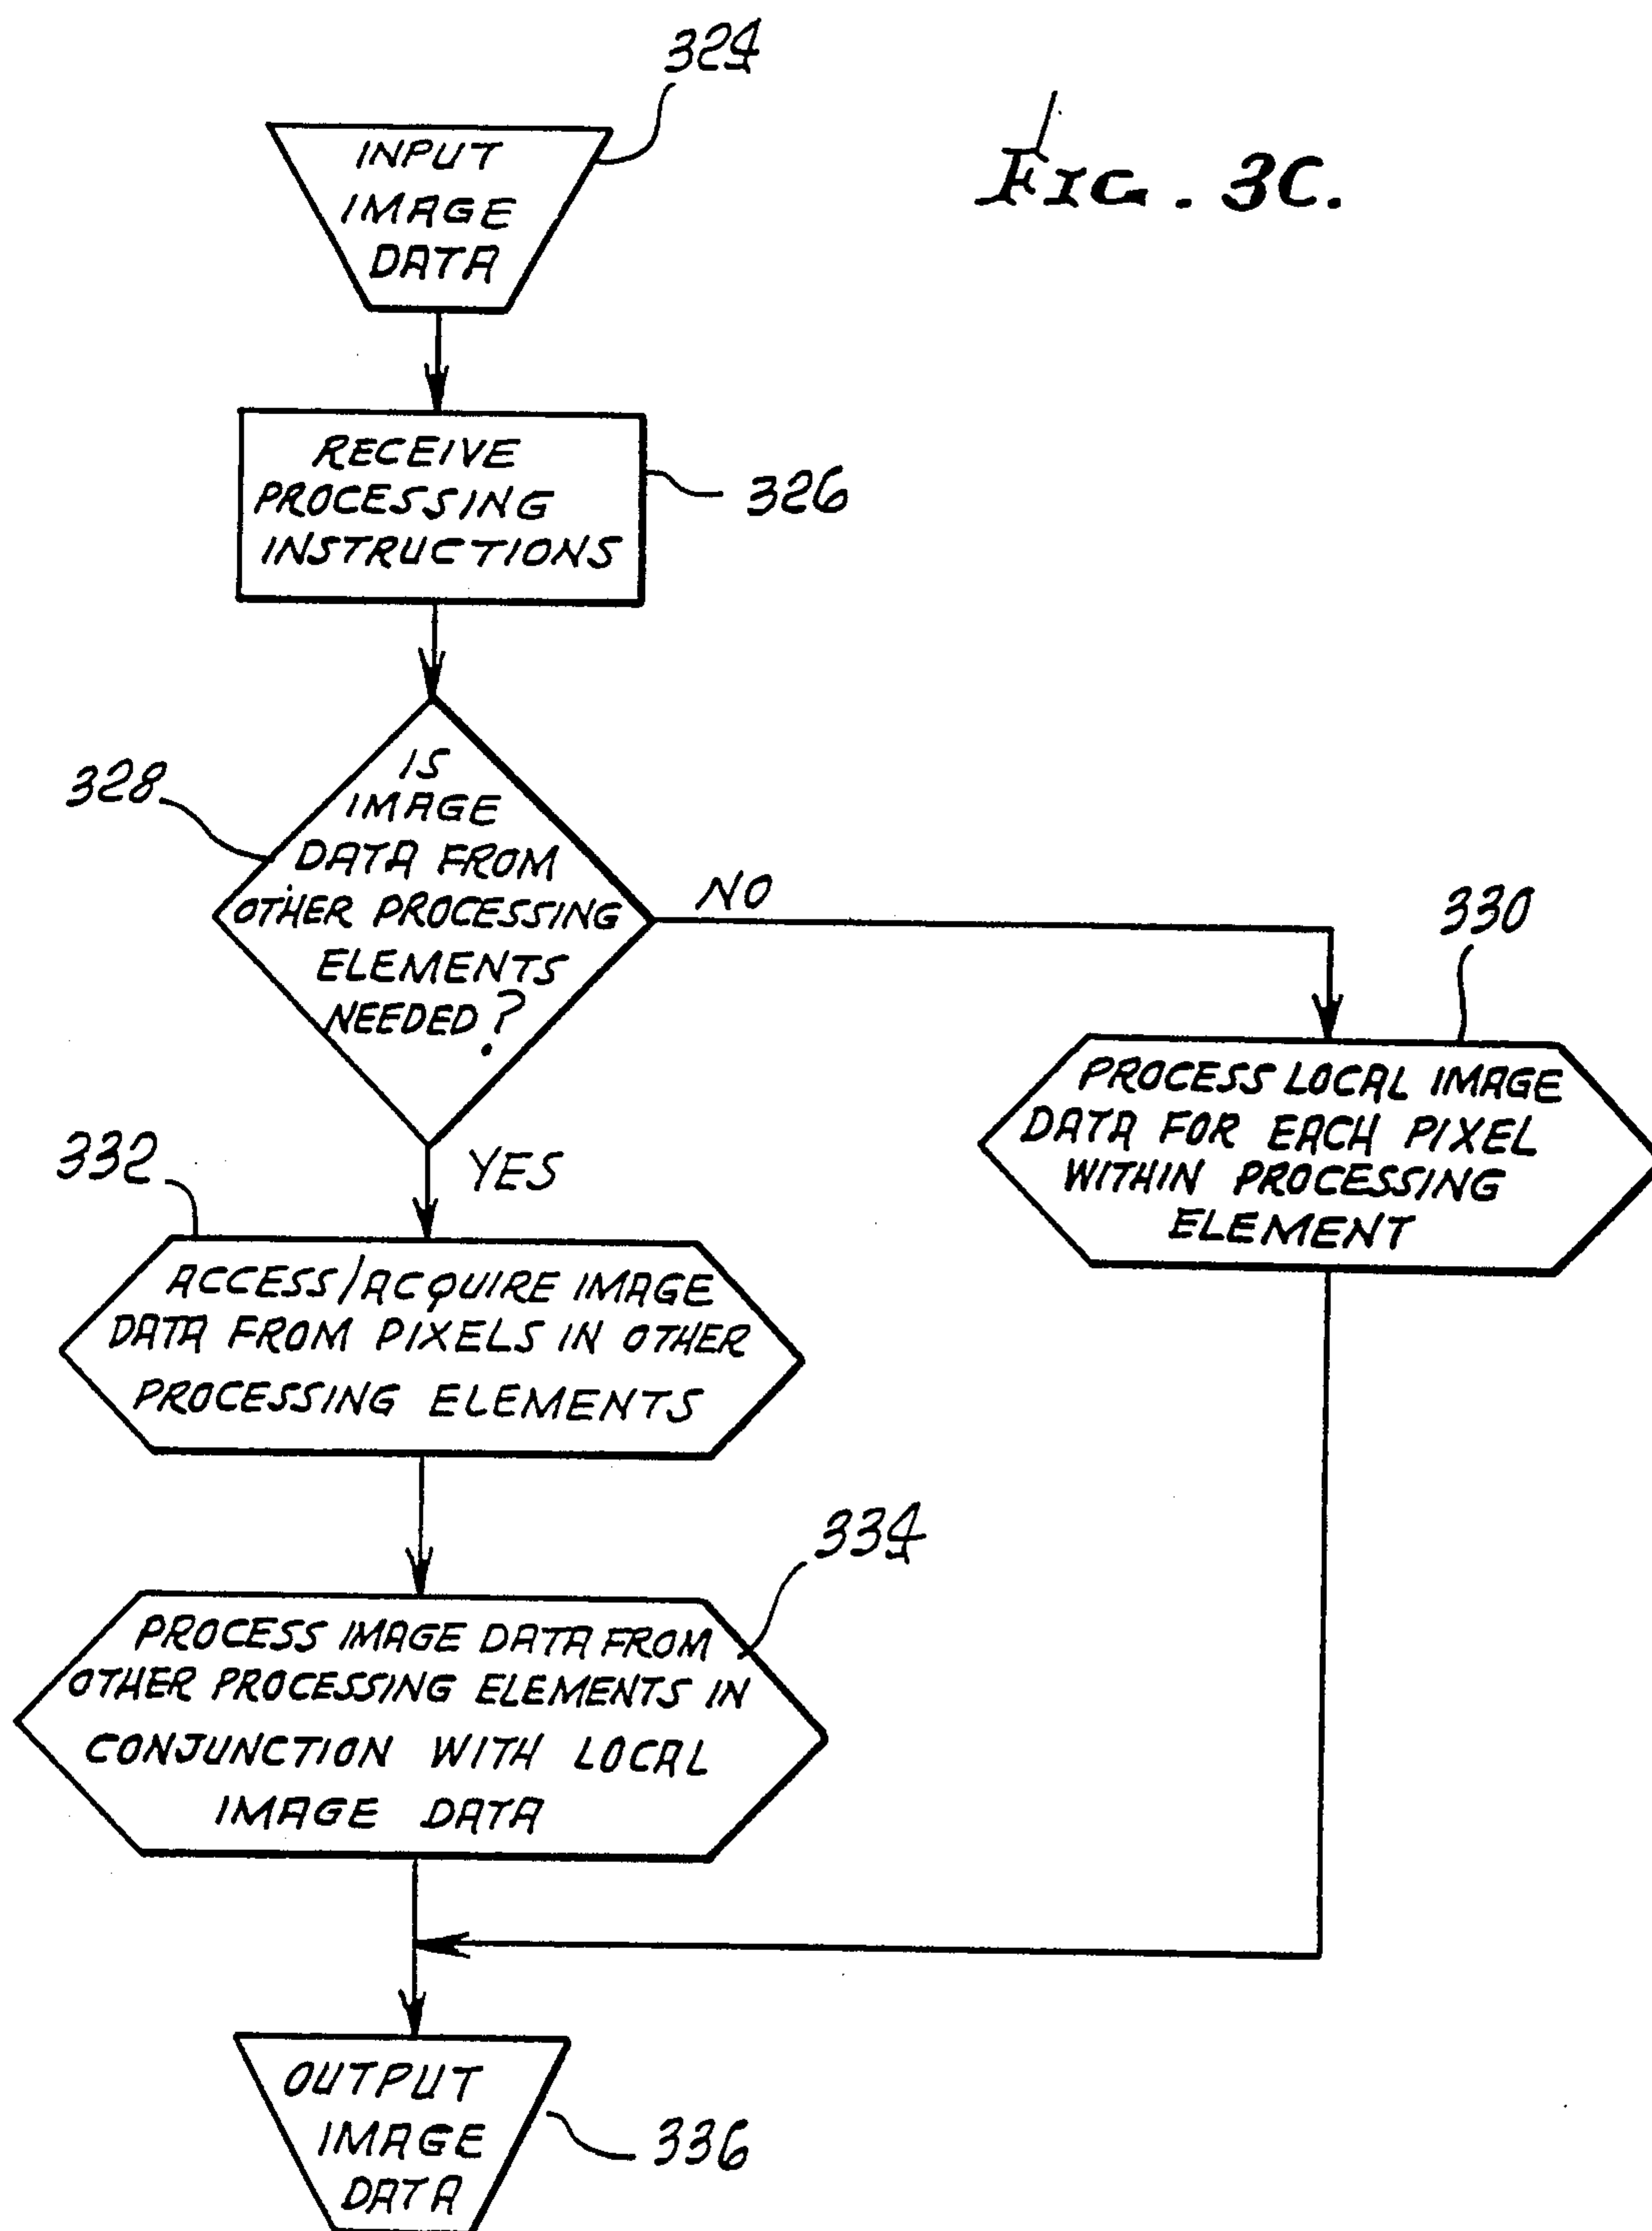 324
INPUT
IMAGE
DATA
FIG. 3C.
RECEIVE
PROCESSING
INSTRUCTIONS
326
328
IS
IMAGE
DATA FROM
OTHER PROCESSING
ELEMENTS
NEEDED?
NO
330
PROCESS LOCAL IMAGE
DATA FOR EACH PIXEL
WITHIN PROCESSING
ELEMENT
YES
332
ACCESS/ACQUIRE IMAGE
DATA FROM PIXELS IN OTHER
PROCESSING ELEMENTS
334
PROCESS IMAGE DATA FROM
OTHER PROCESSING ELEMENTS IN
CONJUNCTION WITH LOCAL
IMAGE DATA
OUTPUT
IMAGE
DATA
336